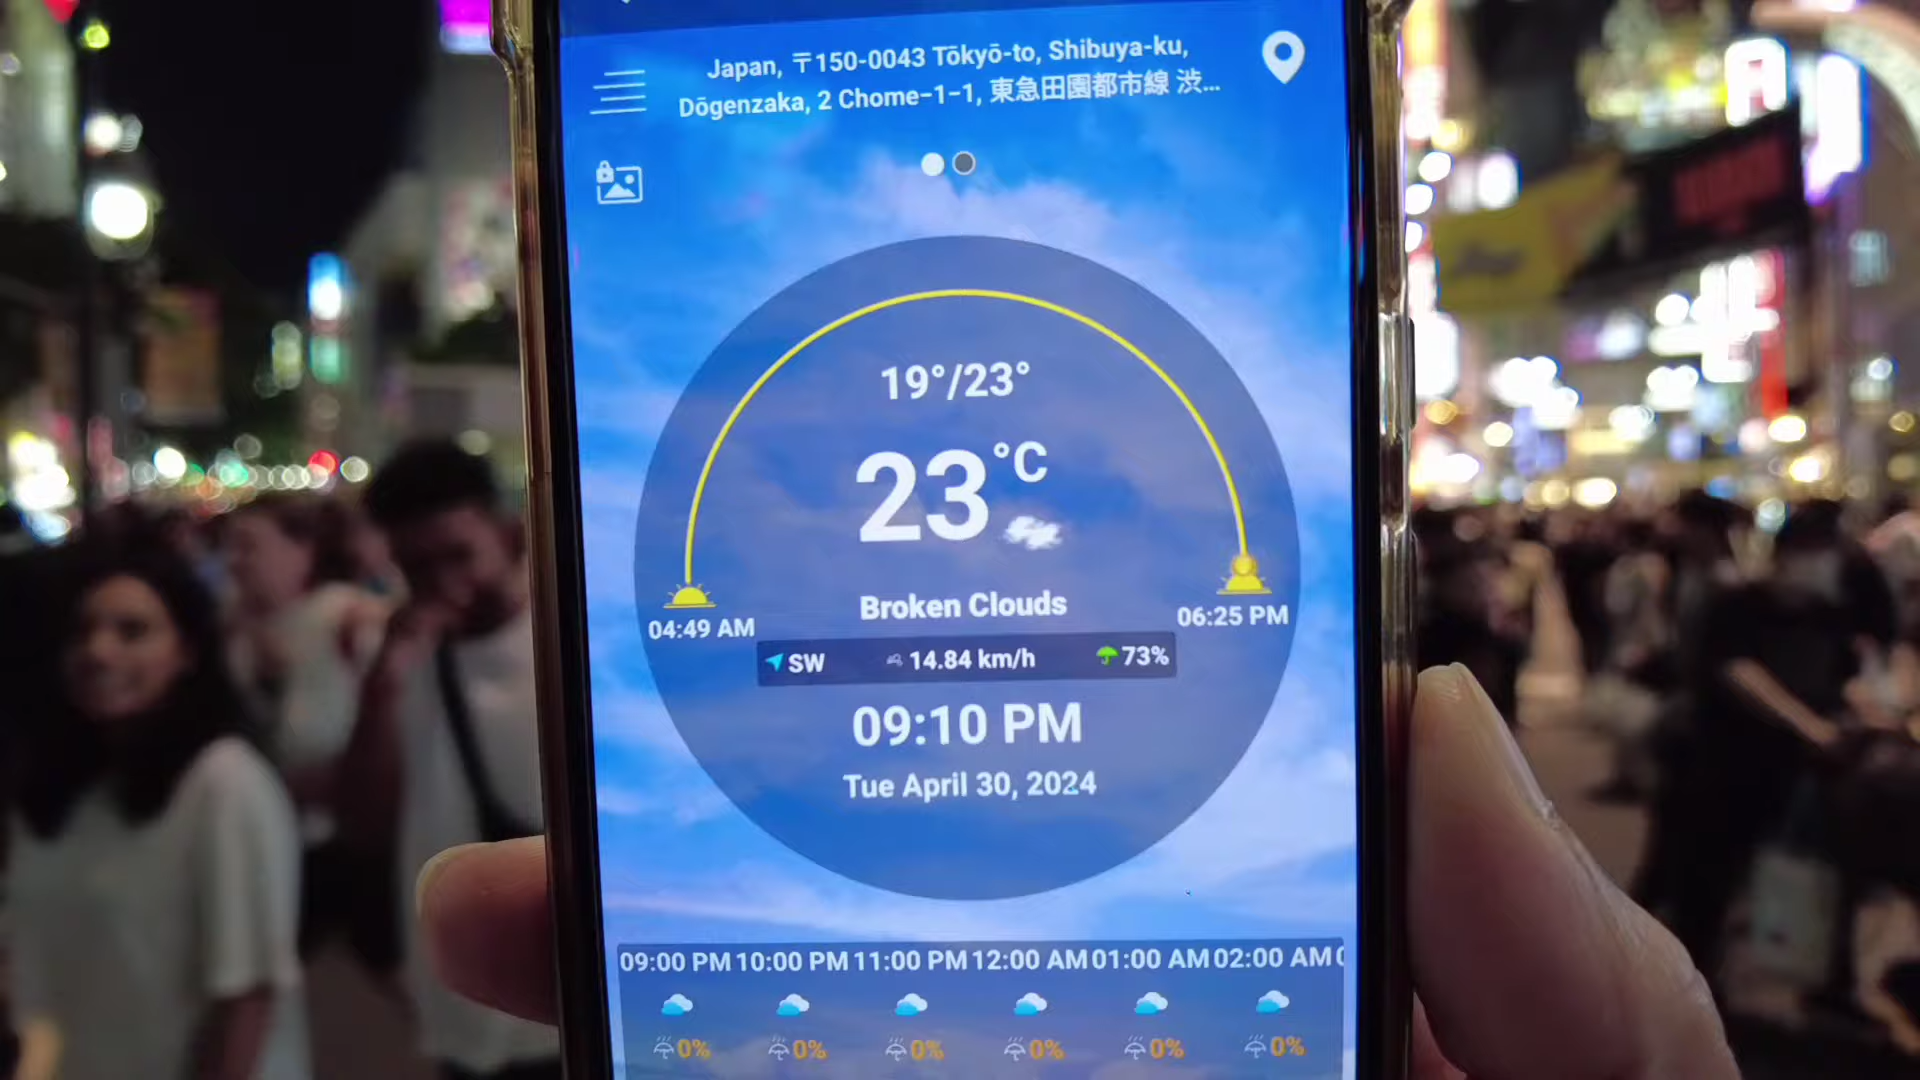 Japan, 〒150-0043 Tōkyō-to, Shibuya-ku,
Dōgenzaka, 2 Chome−1−1, 東急田園都市線 渋...
19°/23°
23°C
Broken Clouds
04:49 AM
06:25 PM
SW 14.84 km/h 73%
09:10 PM
Tue April 30, 2024
09:00 PM 10:00 PM 11:00 PM 12:00 AM 01:00 AM 02:00 AM
0% 0% 0% 0% 0% 0%